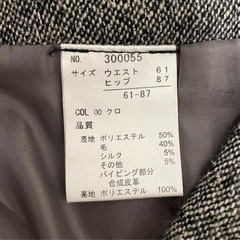 NO. 300055
サイズ ウエスト 61
ヒップ 87
61-87
COL 00 クロ
品質
表地 ポリエステル 50%
毛 40%
シルク 5%
その他 5%
パイピング部分
合成皮革
裏地 ポリエステル 100%